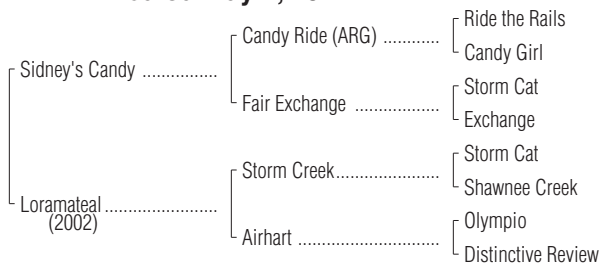 Ride the Rails
Candy Ride (ARG) ............
Candy Girl
Sidney's Candy ................
Storm Cat
Fair Exchange ..................
Exchange
Storm Cat
Storm Creek......................
Shawnee Creek
Loramateal ........................
(2002)
Olympio
Airhart ..............................
Distinctive Review